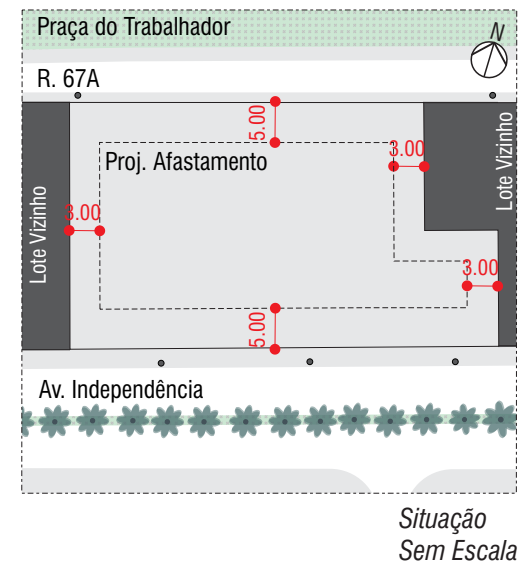 Praça do Trabalhador
N
R. 67A
5.00
3.00
Proj. Afastamento
Lote Vizinho
Lote Vizinho
3.00
3.00
5.00
Av. Independência
Situação
Sem Escala